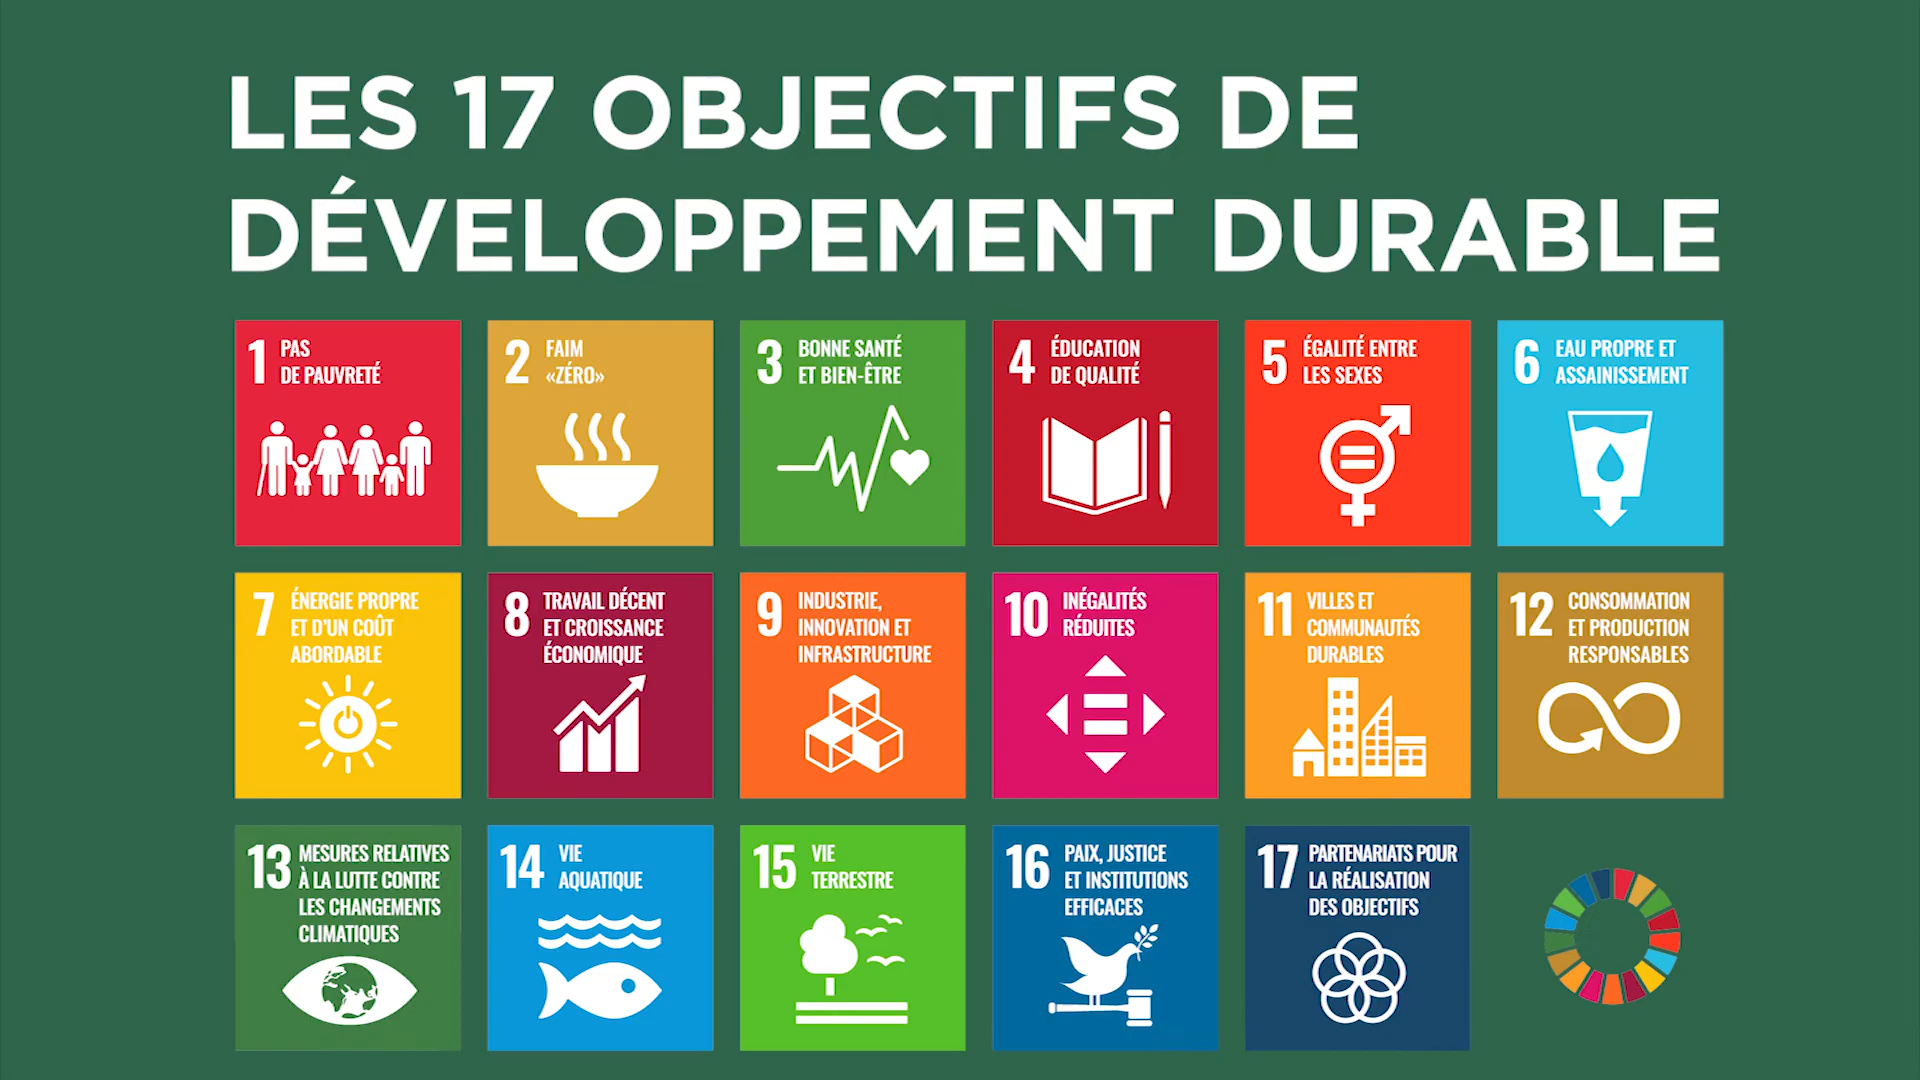 LES 17 OBJECTIFS DE
DÉVELOPPEMENT DURABLE
1 PAS
DE PAUVRETÉ
2 FAIM
«ZÉRO»
3 BONNE SANTÉ
ET BIEN-ÊTRE
4 ÉDUCATION
DE QUALITÉ
5 ÉGALITÉ ENTRE
LES SEXES
6 EAU PROPRE ET
ASSAINISSEMENT
7 ÉNERGIE PROPRE
ET D'UN COÛT
ABORDABLE
8 TRAVAIL DÉCENT
ET CROISSANCE
ÉCONOMIQUE
9 INDUSTRIE,
INNOVATION ET
INFRASTRUCTURE
10 INÉGALITÉS
RÉDUITES
11 VILLES ET
COMMUNAUTÉS
DURABLES
12 CONSOMMATION
ET PRODUCTION
RESPONSABLES
13 MESURES RELATIVES
À LA LUTTE CONTRE
LES CHANGEMENTS
CLIMATIQUES
14 VIE
AQUATIQUE
15 VIE
TERRESTRE
16 PAIX, JUSTICE
ET INSTITUTIONS
EFFICACES
17 PARTENARIATS POUR
LA RÉALISATION
DES OBJECTIFS